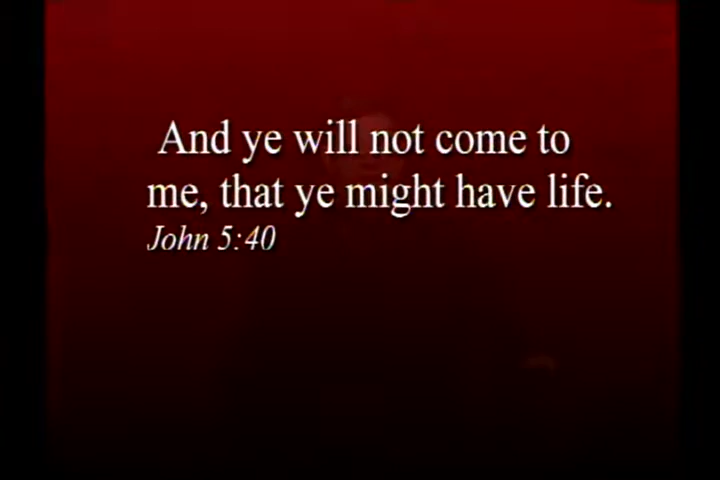 And ye will not come to
me, that ye might have life.
John 5:40